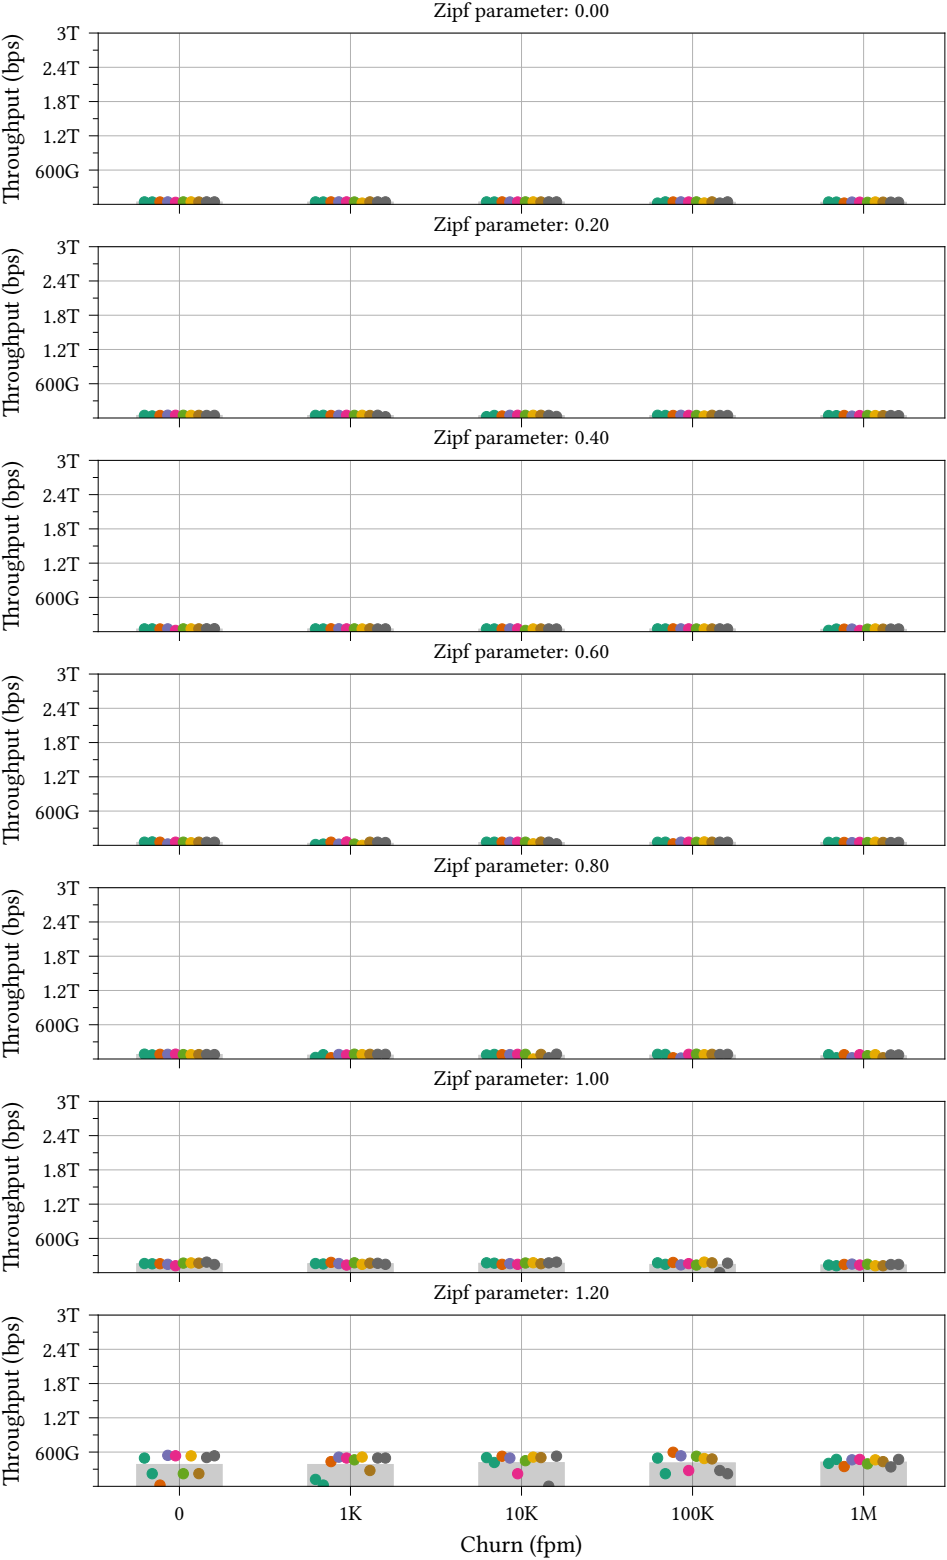 Zipf parameter: 0.00
3T
2.4T
1.8T
1.2T
600G
Throughput (bps)
Zipf parameter: 0.20
3T
2.4T
1.8T
1.2T
600G
Throughput (bps)
Zipf parameter: 0.40
3T
2.4T
1.8T
1.2T
600G
Throughput (bps)
Zipf parameter: 0.60
3T
2.4T
1.8T
1.2T
600G
Throughput (bps)
Zipf parameter: 0.80
3T
2.4T
1.8T
1.2T
600G
Throughput (bps)
Zipf parameter: 1.00
3T
2.4T
1.8T
1.2T
600G
Throughput (bps)
Zipf parameter: 1.20
3T
2.4T
1.8T
1.2T
600G
Throughput (bps)
0 1K 10K 100K 1M
Churn (fpm)